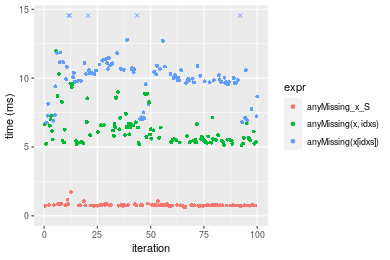 15
10
5
0
time (ms)
0
25
50
75
100
iteration
expr
anyMissing_x_S
anyMissing(x, idxs)
anyMissing(x[idxs])